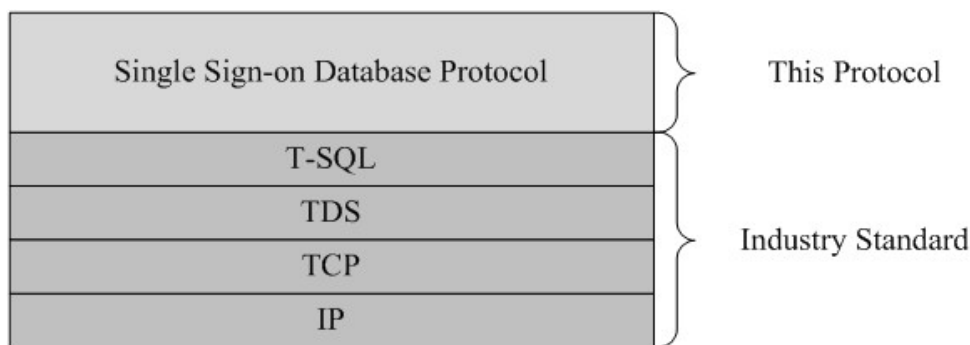 Single Sign-on Database Protocol
This Protocol
T-SQL
TDS
Industry Standard
TCP
IP